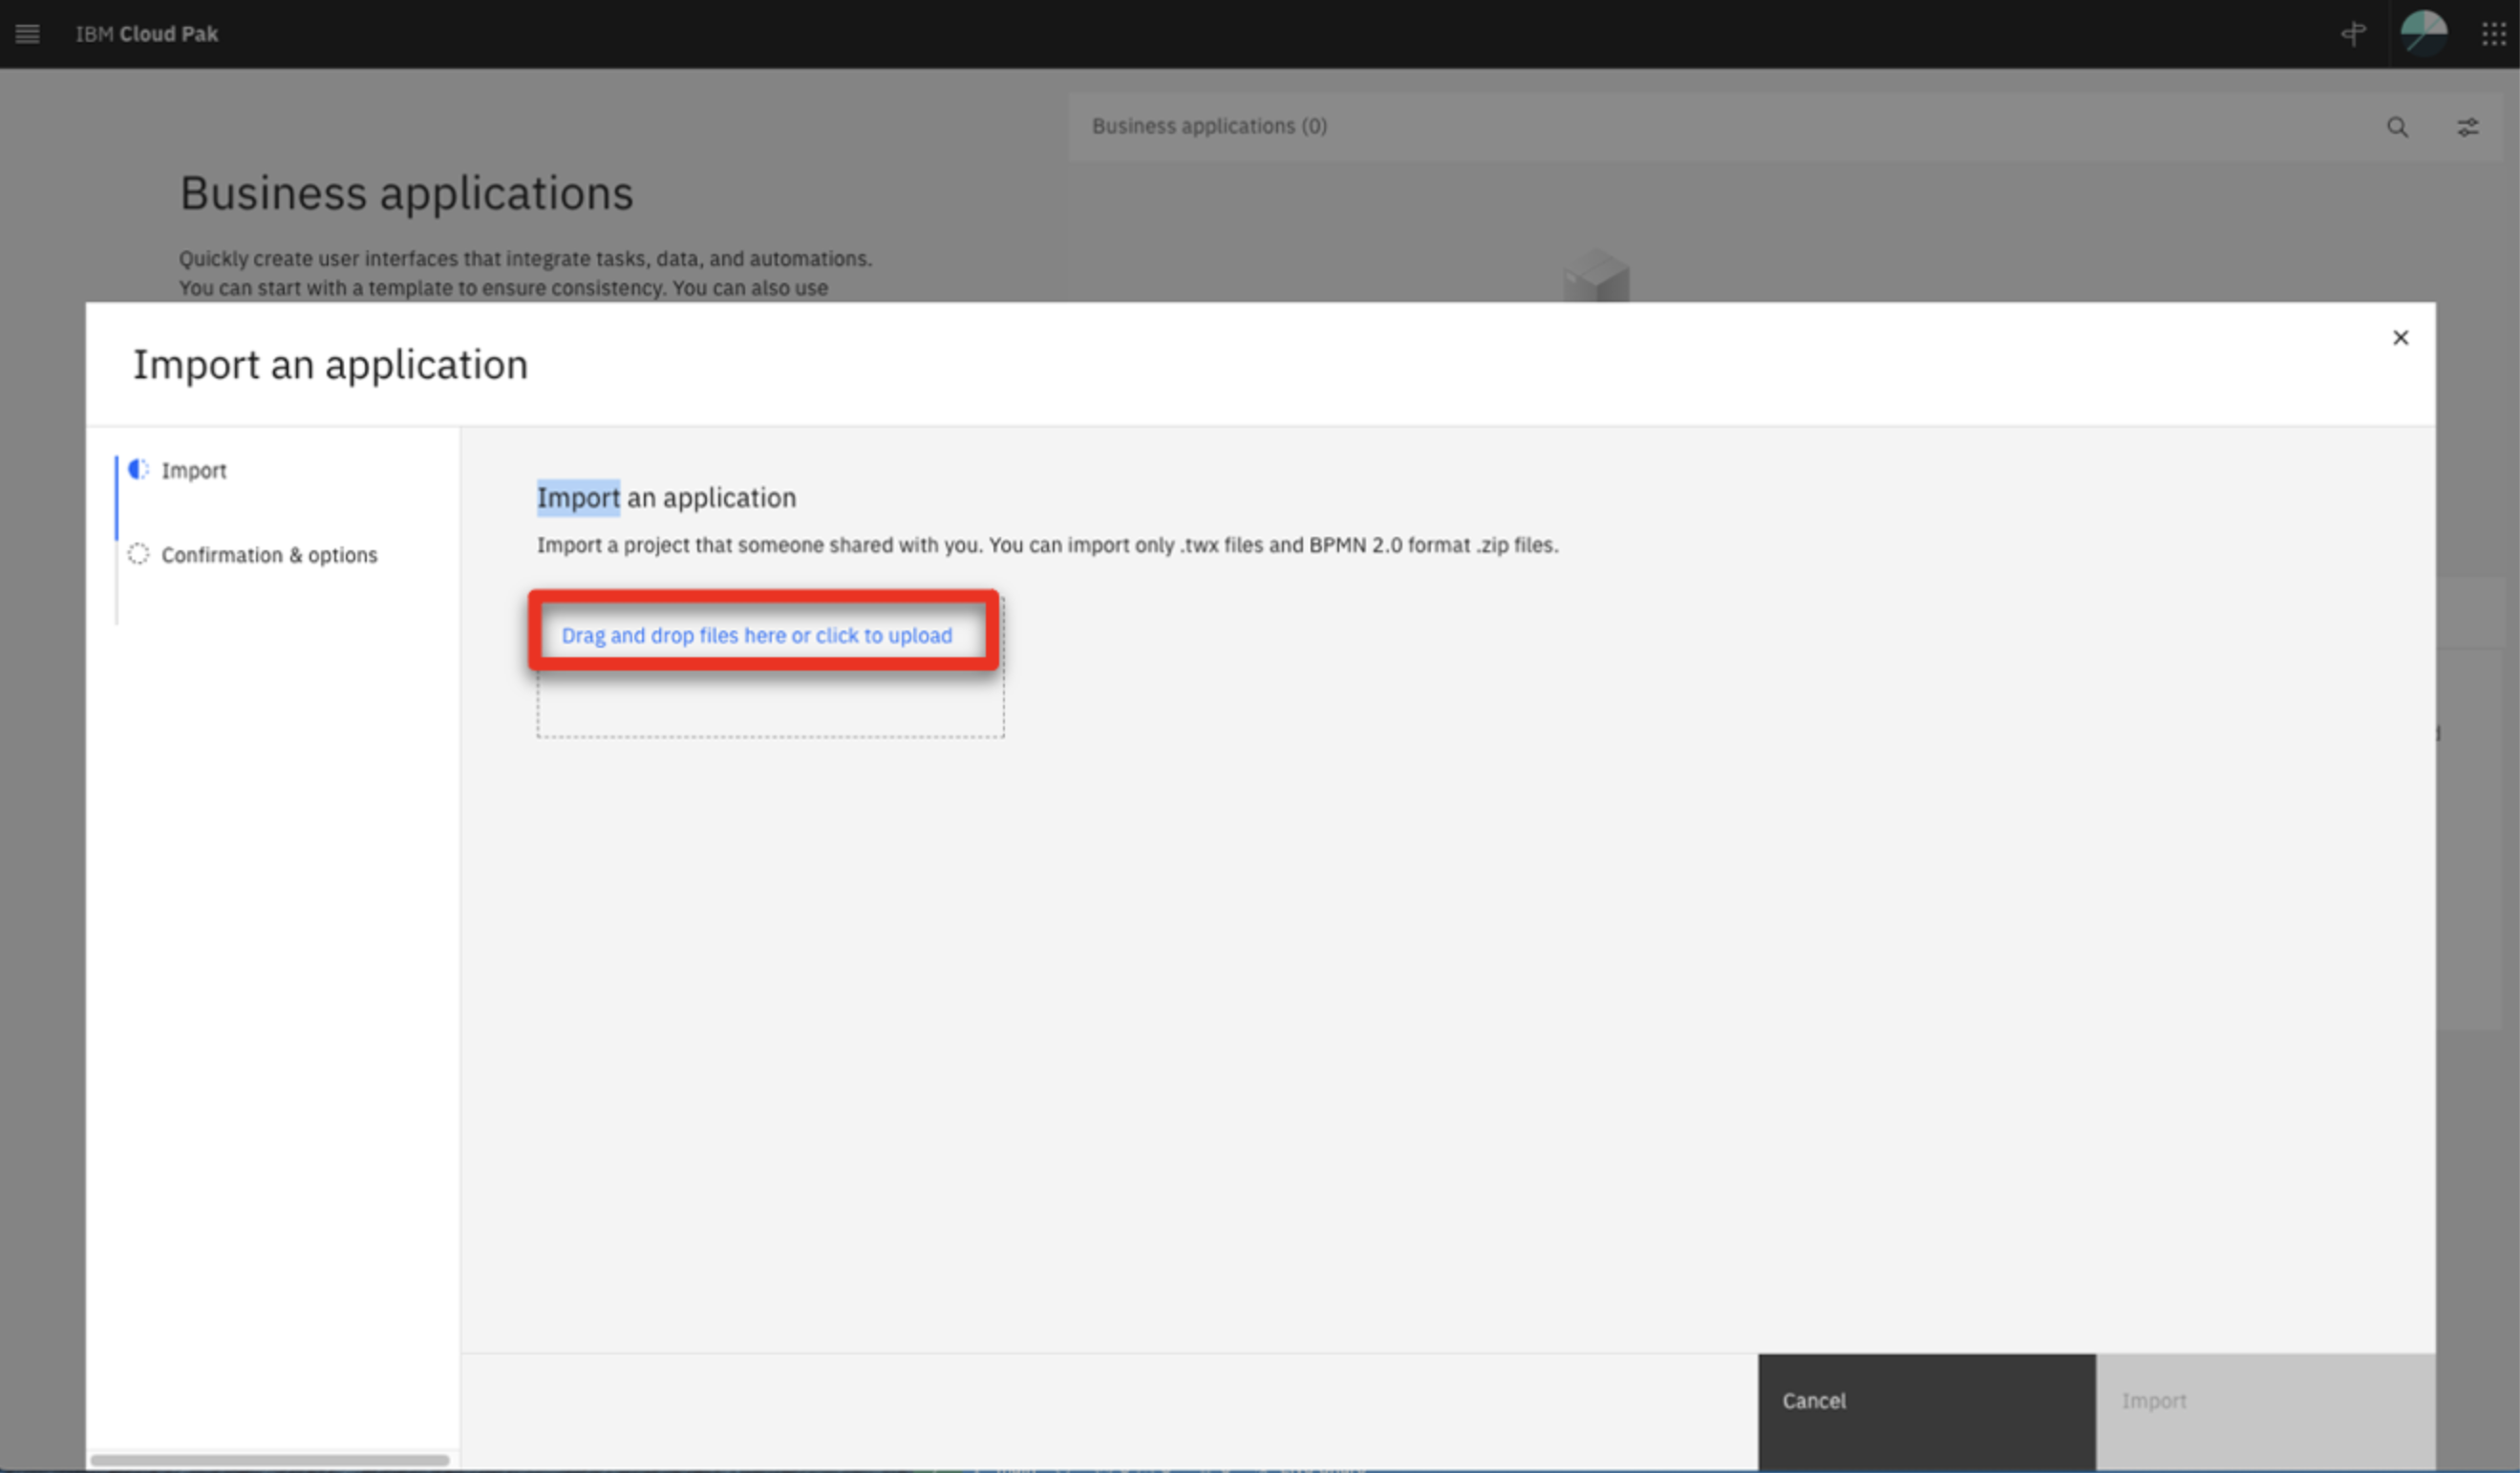 IBM Cloud Pak
Business applications (0)
Business applications
Quickly create user interfaces that integrate tasks, data, and automations.
You can start with a template to ensure consistency. You can also use
Import an application
Import
Confirmation & options
Import an application
Import a project that someone shared with you. You can import only .twx files and BPMN 2.0 format .zip files.
Drag and drop files here or click to upload
Cancel
Import